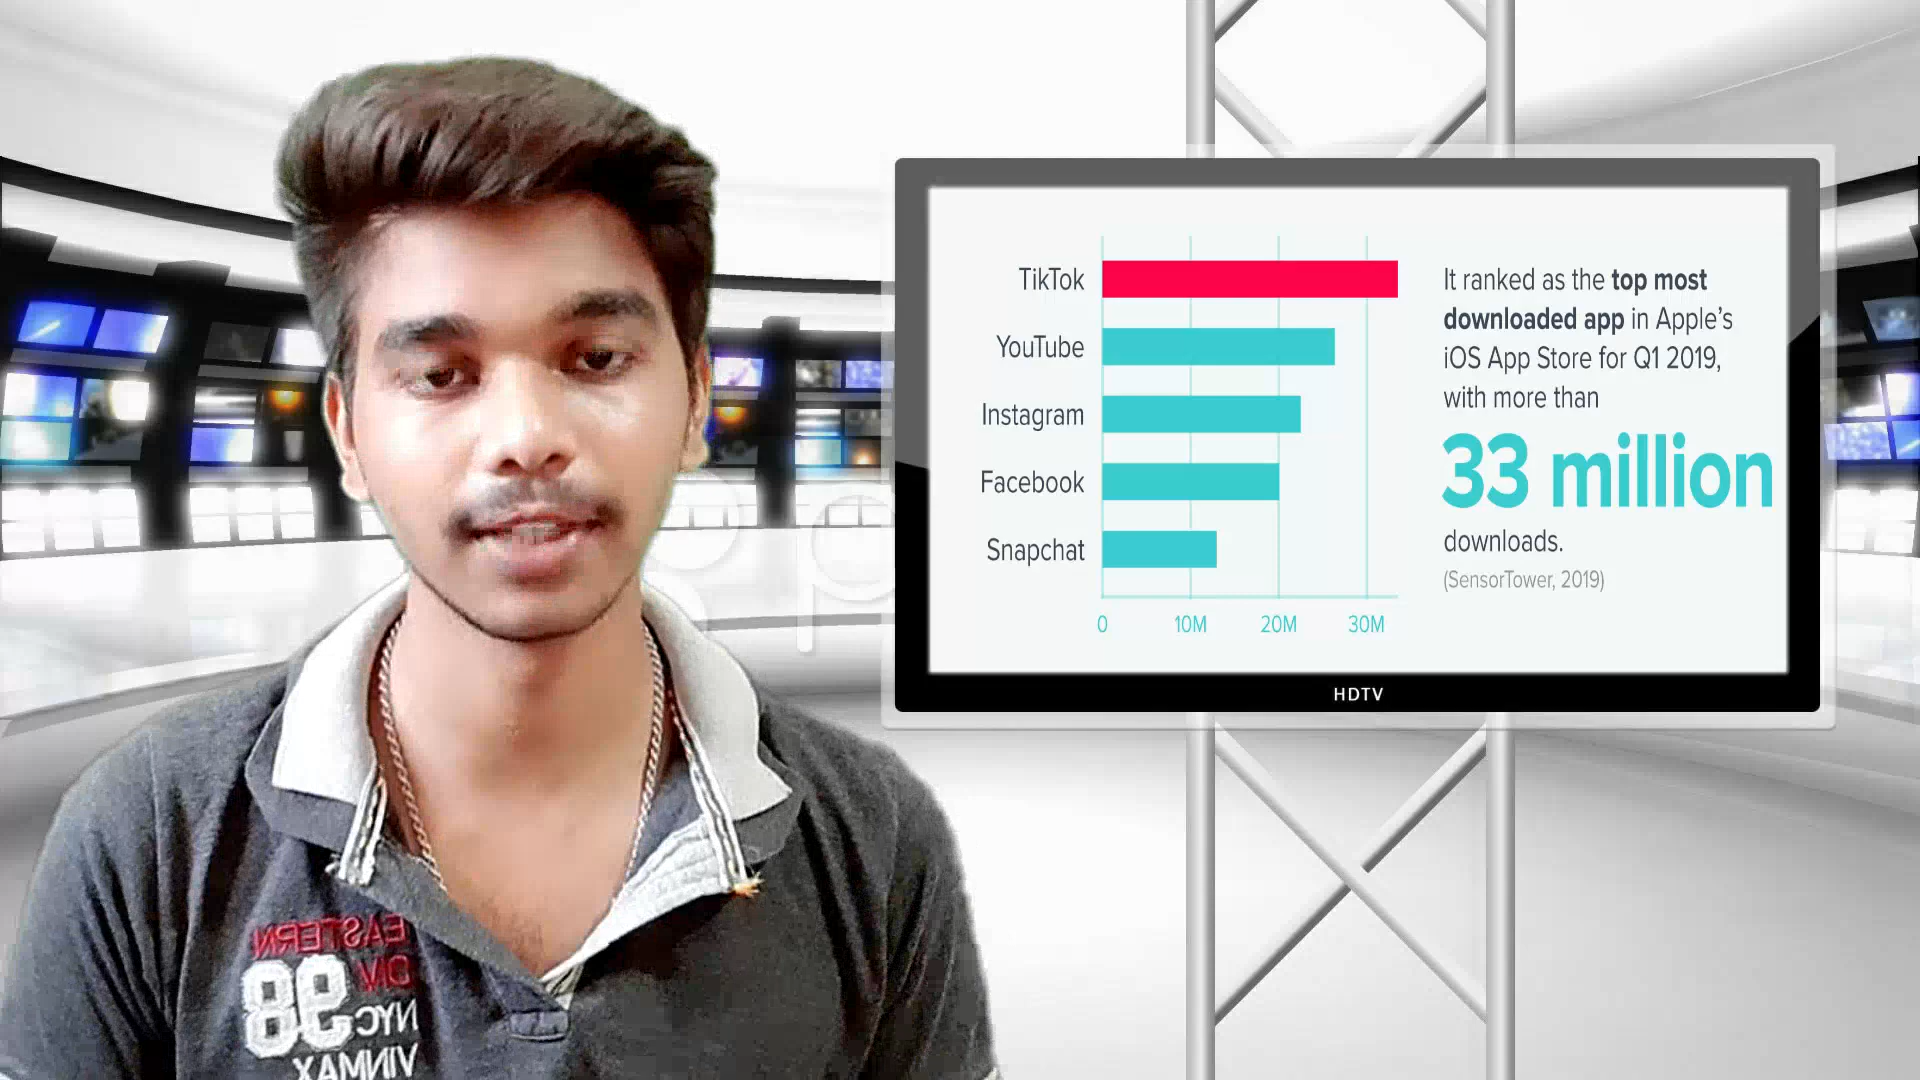 TikTok
YouTube
Instagram
Facebook
Snapchat
0 10M 20M 30M
It ranked as the top most
downloaded app in Apple's
iOS App Store for Q1 2019,
with more than
33 million
downloads.
(SensorTower, 2019)
HDTV
EASTERN
DIV
98 NYC
VINMAX